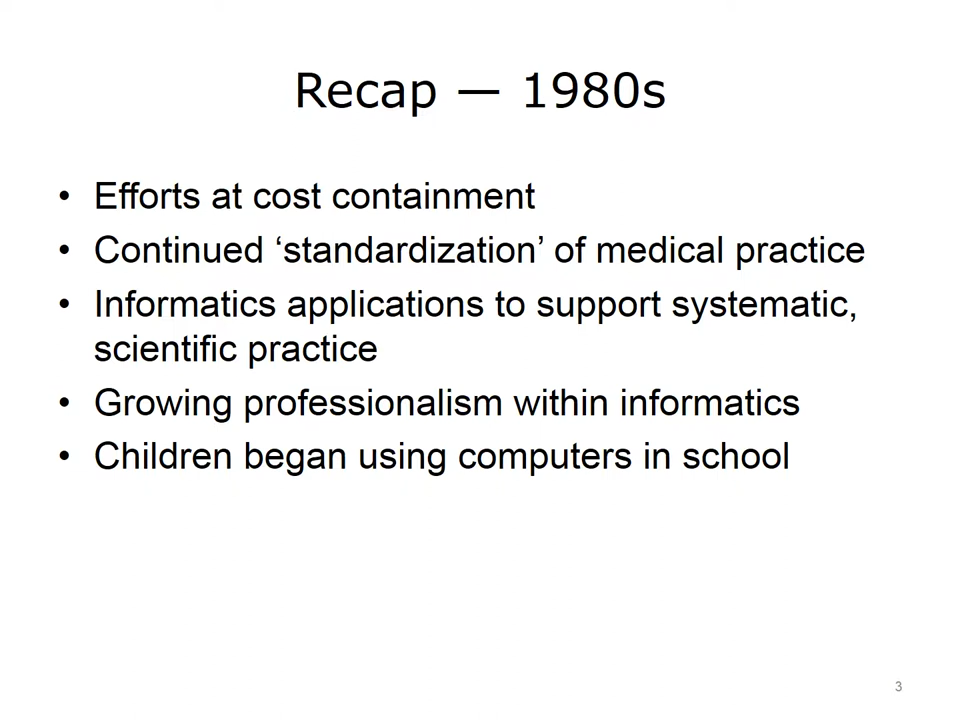 Recap — 1980s
• Efforts at cost containment
• Continued ‘standardization’ of medical practice
• Informatics applications to support systematic,
scientific practice
• Growing professionalism within informatics
• Children began using computers in school
3